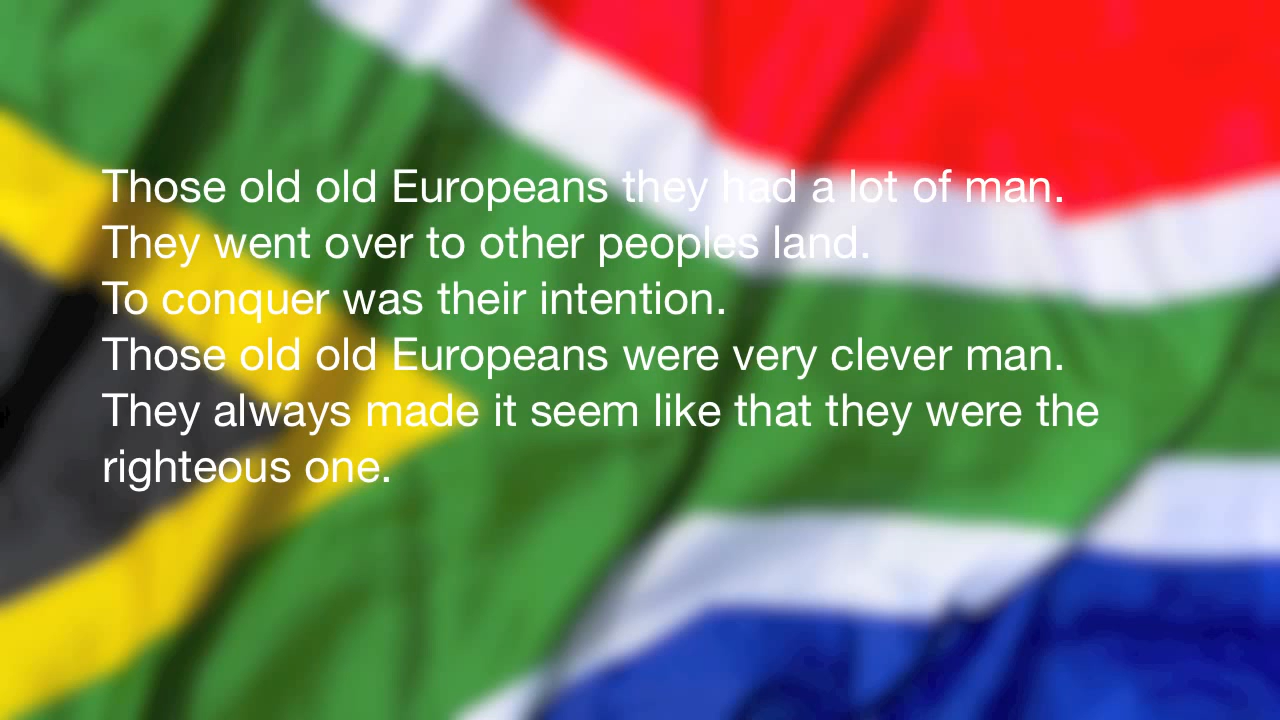 Those old old Europeans they had a lot of man.
They went over to other peoples land.
To conquer was their intention.
Those old old Europeans were very clever man.
They always made it seem like that they were the
righteous one.